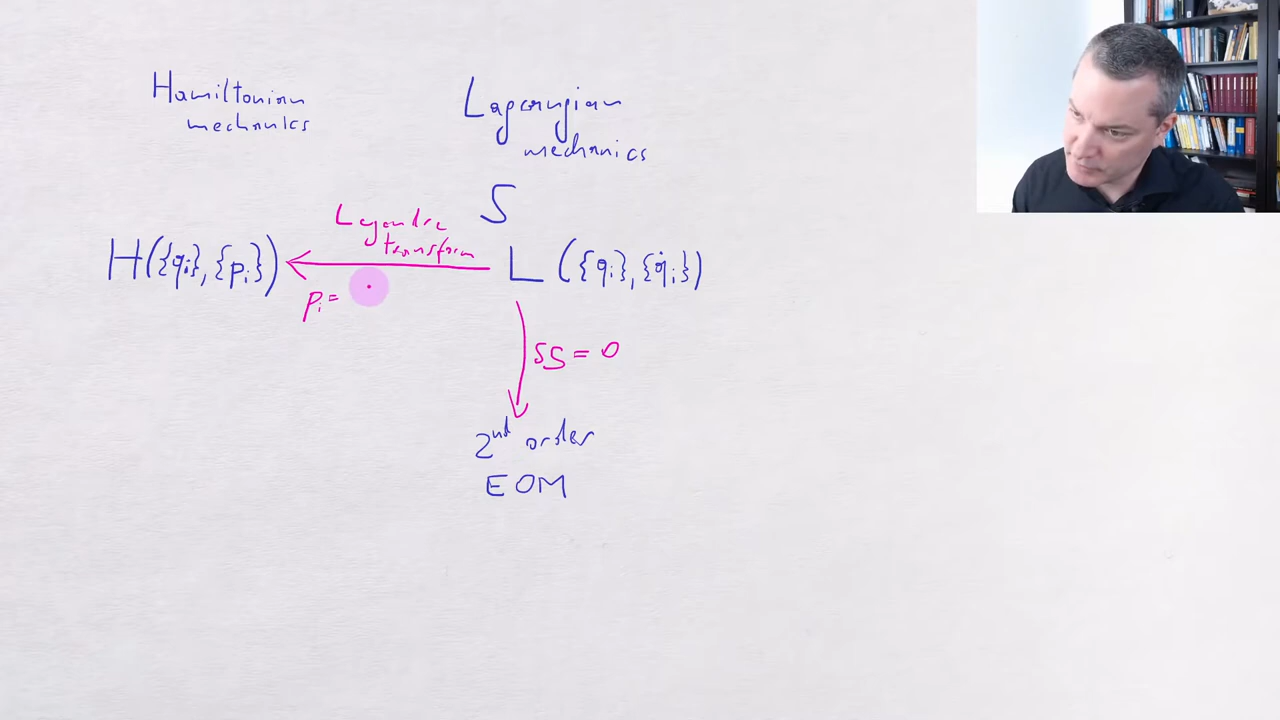 Hamiltonian
mechanics
Lagrangian
mechanics
S
Legendre
transform
H({qᵢ},{pᵢ})
L({qᵢ},{q̇ᵢ})
pᵢ=
δS=0
2ⁿᵈ order
EOM